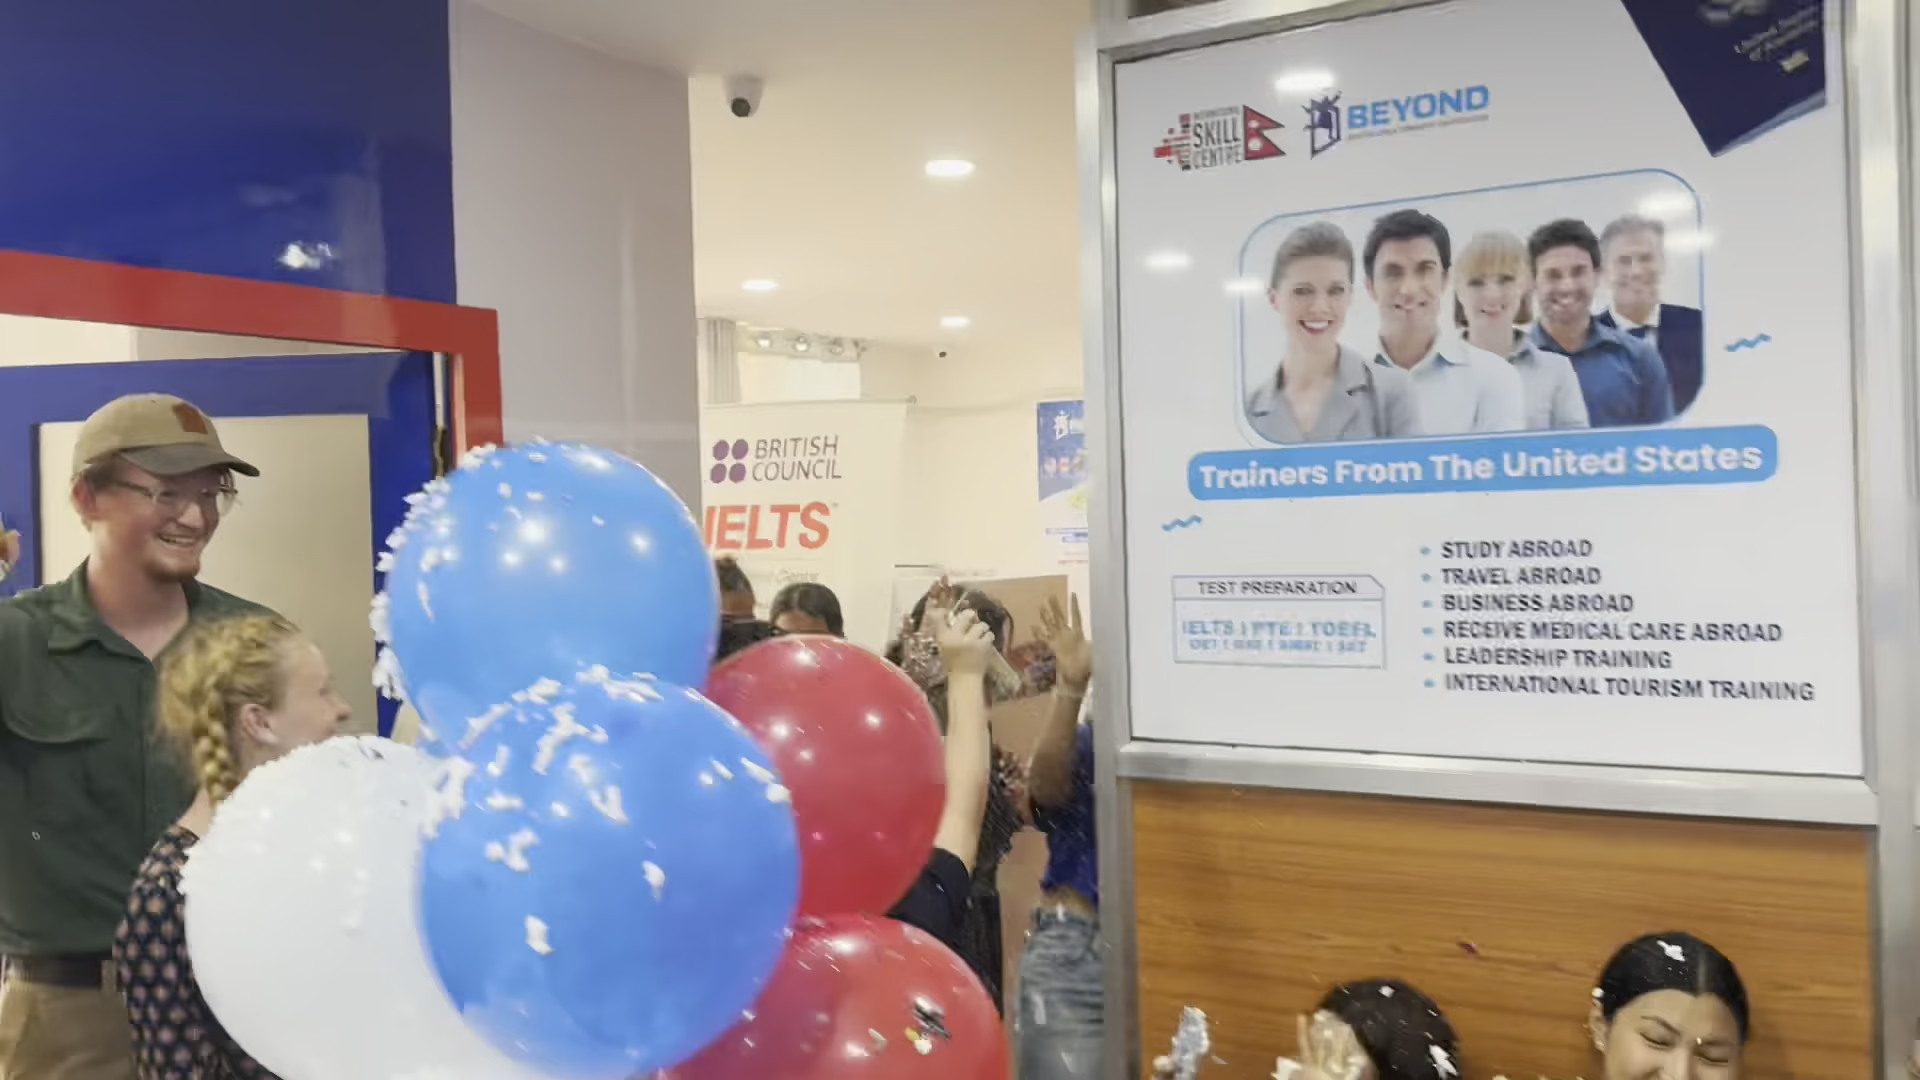 INTERNATIONAL
SKILL
CENTRE
BEYOND
BRITISH
COUNCIL
IELTS
Trainers From The United States
TEST PREPARATION
IELTS | PTE | TOEFL
STUDY ABROAD
TRAVEL ABROAD
BUSINESS ABROAD
RECEIVE MEDICAL CARE ABROAD
LEADERSHIP TRAINING
INTERNATIONAL TOURISM TRAINING